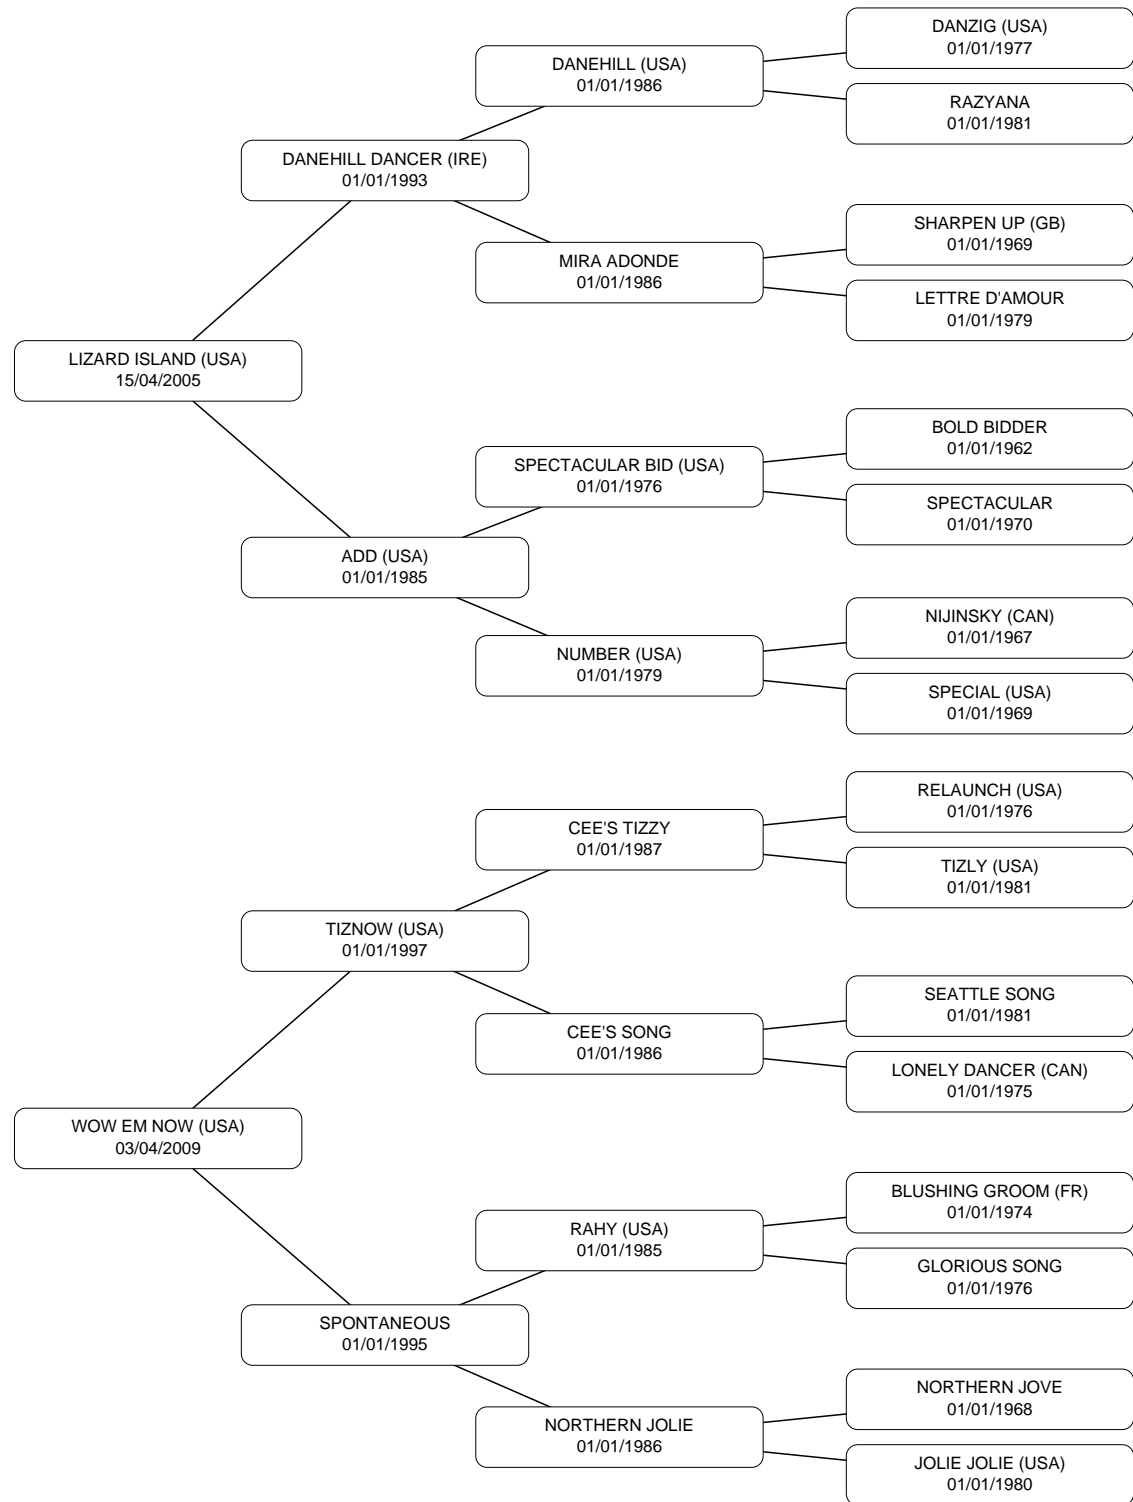 DANZIG (USA)
01/01/1977
DANEHILL (USA)
01/01/1986
RAZYANA
01/01/1981
DANEHILL DANCER (IRE)
01/01/1993
SHARPEN UP (GB)
01/01/1969
MIRA ADONDE
01/01/1986
LETTRE D'AMOUR
01/01/1979
LIZARD ISLAND (USA)
15/04/2005
BOLD BIDDER
01/01/1962
SPECTACULAR BID (USA)
01/01/1976
SPECTACULAR
01/01/1970
ADD (USA)
01/01/1985
NIJINSKY (CAN)
01/01/1967
NUMBER (USA)
01/01/1979
SPECIAL (USA)
01/01/1969
RELAUNCH (USA)
01/01/1976
CEE'S TIZZY
01/01/1987
TIZLY (USA)
01/01/1981
TIZNOW (USA)
01/01/1997
SEATTLE SONG
01/01/1981
CEE'S SONG
01/01/1986
LONELY DANCER (CAN)
01/01/1975
WOW EM NOW (USA)
03/04/2009
BLUSHING GROOM (FR)
01/01/1974
RAHY (USA)
01/01/1985
GLORIOUS SONG
01/01/1976
SPONTANEOUS
01/01/1995
NORTHERN JOVE
01/01/1968
NORTHERN JOLIE
01/01/1986
JOLIE JOLIE (USA)
01/01/1980